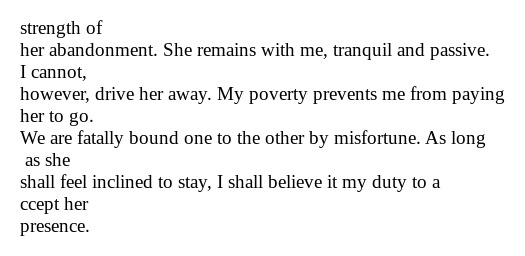 strength of
her abandonment. She remains with me, tranquil and passive.
I cannot,
however, drive her away. My poverty prevents me from paying
her to go.
We are fatally bound one to the other by misfortune. As long
as she
shall feel inclined to stay, I shall believe it my duty to a
ccept her
presence.